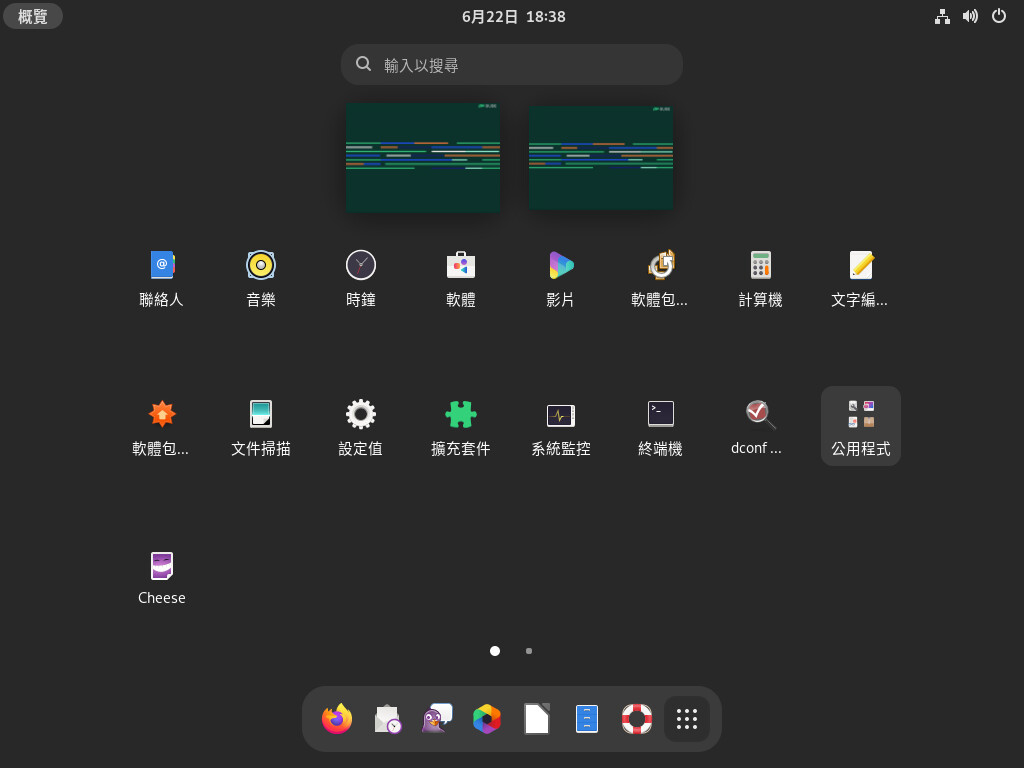 概覽
6月22日 18:38
輸入以搜尋
聯絡人
音樂
時鐘
軟體
影片
軟體包...
計算機
文字編...
軟體包...
文件掃描
設定值
擴充套件
系統監控
終端機
dconf ...
公用程式
Cheese